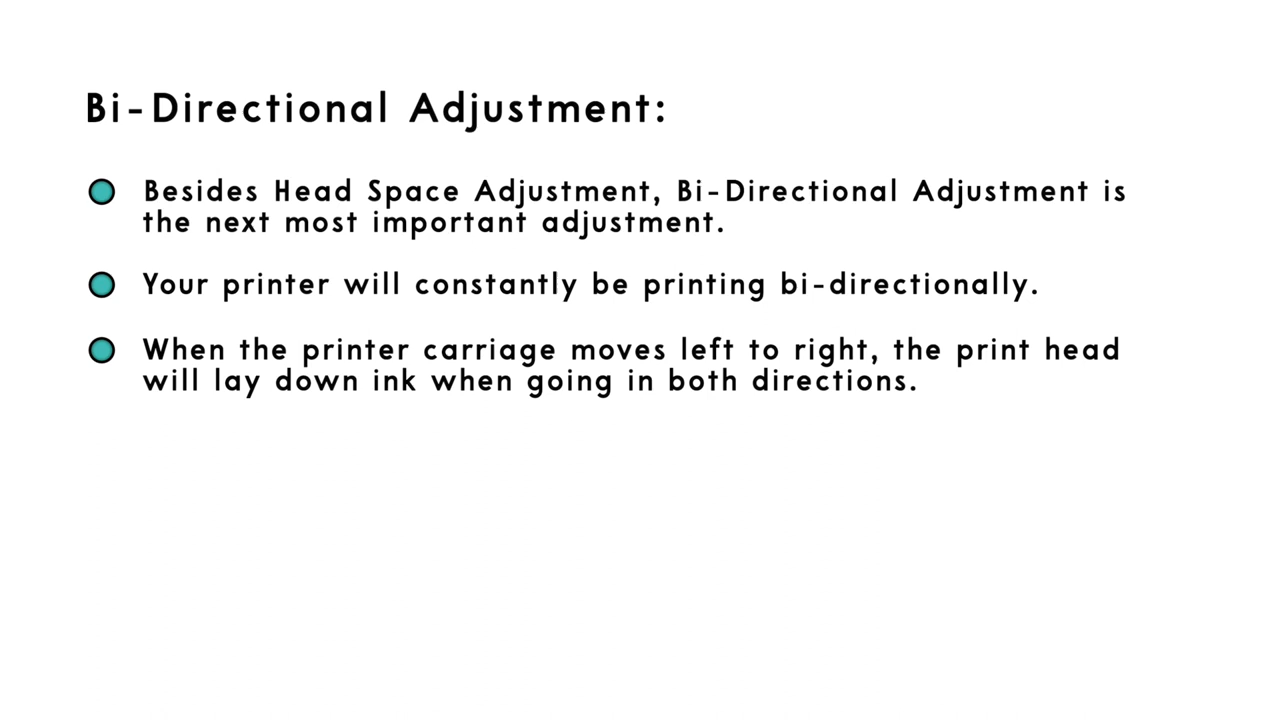 Bi-Directional Adjustment:
Besides Head Space Adjustment, Bi-Directional Adjustment is
the next most important adjustment.
Your printer will constantly be printing bi-directionally.
When the printer carriage moves left to right, the print head
will lay down ink when going in both directions.